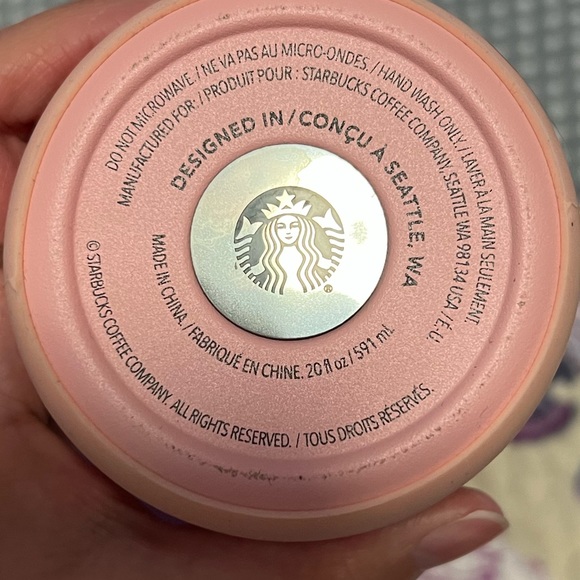 DO NOT MICROWAVE. / NE VA PAS AU MICRO-ONDES. / HAND WASH ONLY. / LAVER À LA MAIN SEULEMENT.
MANUFACTURED FOR: / PRODUIT POUR : STARBUCKS COFFEE COMPANY, SEATTLE WA 98134 USA / É.-U.
DESIGNED IN / CONÇU À SEATTLE, WA
MADE IN CHINA. / FABRIQUÉ EN CHINE. 20 fl oz / 591 mL
© STARBUCKS COFFEE COMPANY. ALL RIGHTS RESERVED. / TOUS DROITS RÉSERVÉS.
®